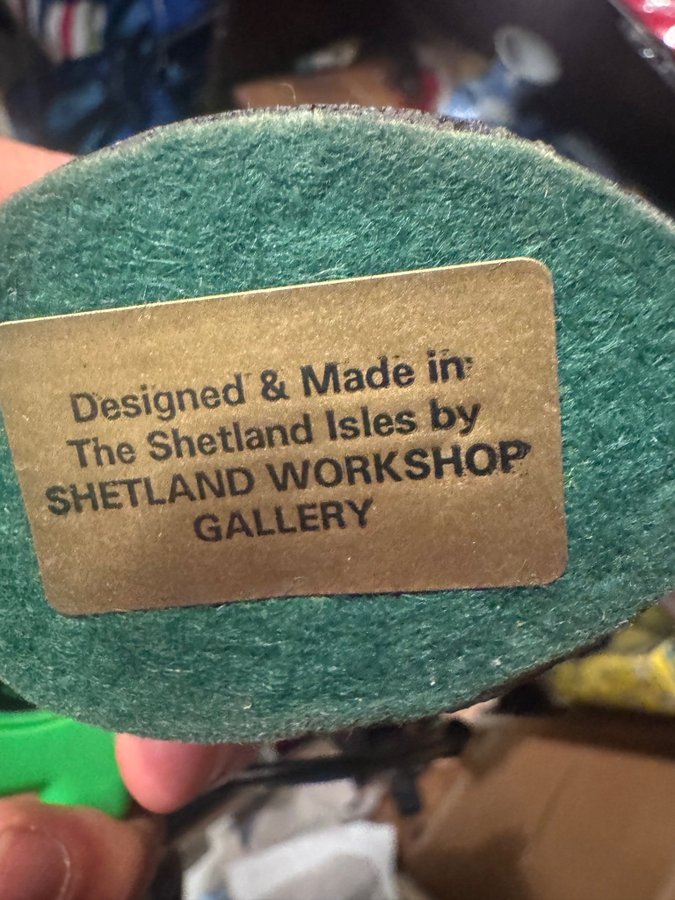 Designed & Made in
The Shetland Isles by
SHETLAND WORKSHOP
GALLERY